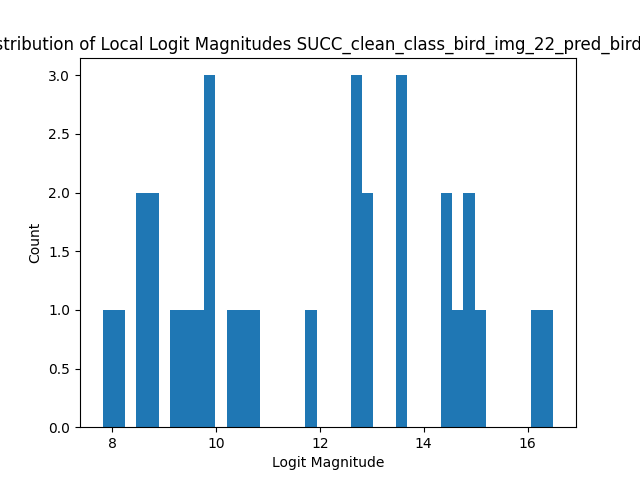 stribution of Local Logit Magnitudes SUCC_clean_class_bird_img_22_pred_bird
3.0
2.5
2.0
1.5
1.0
0.5
0.0
Count
8 10 12 14 16
Logit Magnitude